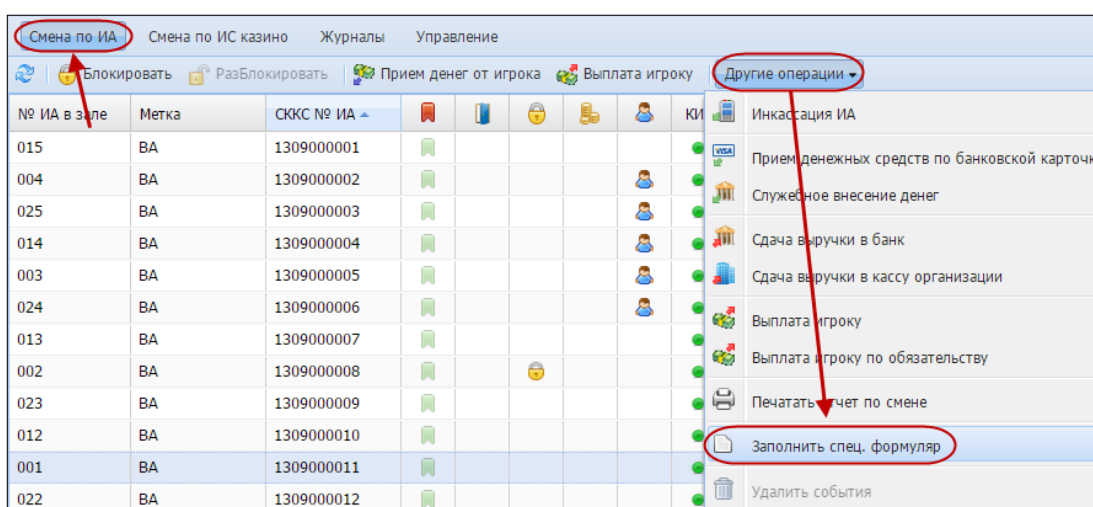 Смена по ИА Смена по ИС казино Журналы Управление
Блокировать РазБлокировать Прием денег от игрока Выплата игроку Другие операции
№ ИА в зале Метка СККС № ИА КИ
015 ВА 1309000001
004 ВА 1309000002
025 ВА 1309000003
014 ВА 1309000004
003 ВА 1309000005
024 ВА 1309000006
013 ВА 1309000007
002 ВА 1309000008
023 ВА 1309000009
012 ВА 1309000010
001 ВА 1309000011
022 ВА 1309000012
Инкассация ИА
VISA
Прием денежных средств по банковской карточк
Служебное внесение денег
Сдача выручки в банк
Сдача выручки в кассу организации
Выплата игроку
Выплата игроку по обязательству
Печатать отчет по смене
Заполнить спец. формуляр
Удалить события